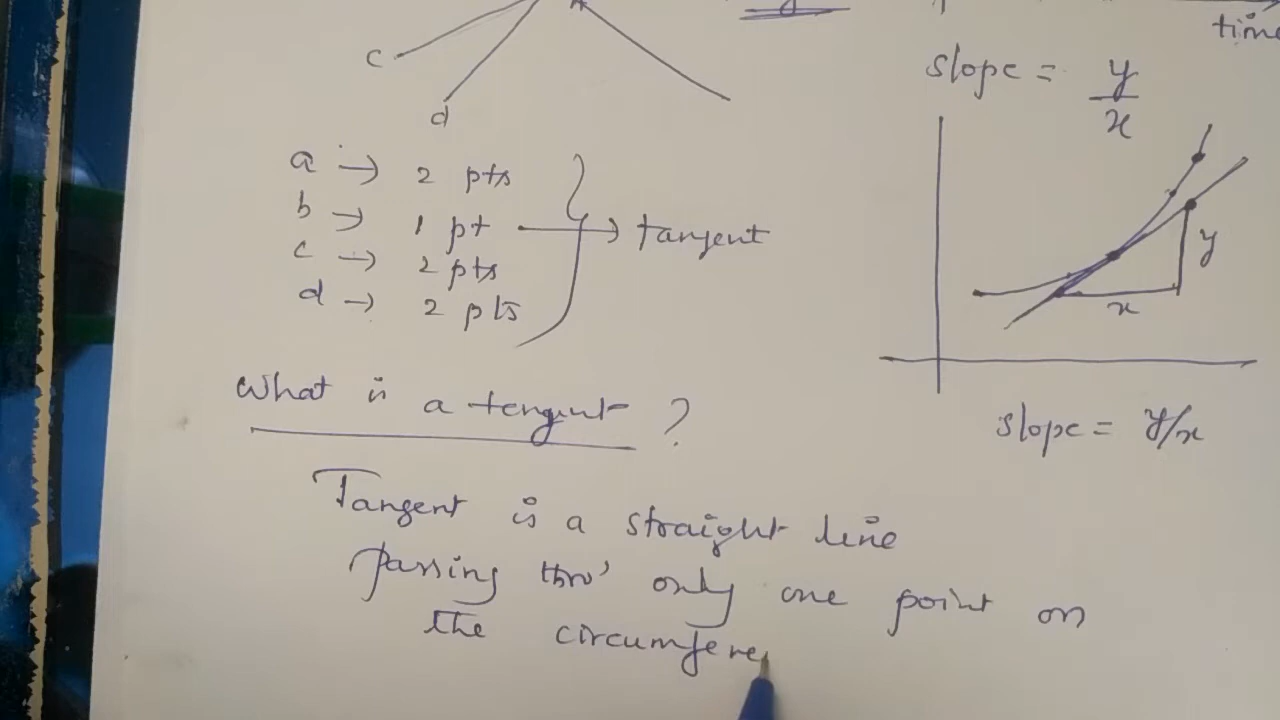 c
d
a → 2 pts
b → 1 pt → tangent
c → 2 pts
d → 2 pts
What is a tengent ?
Tangent is a straight line
passing thro' only one point on
the circumfere
time
slope = y/x
y
x
slope = y/x